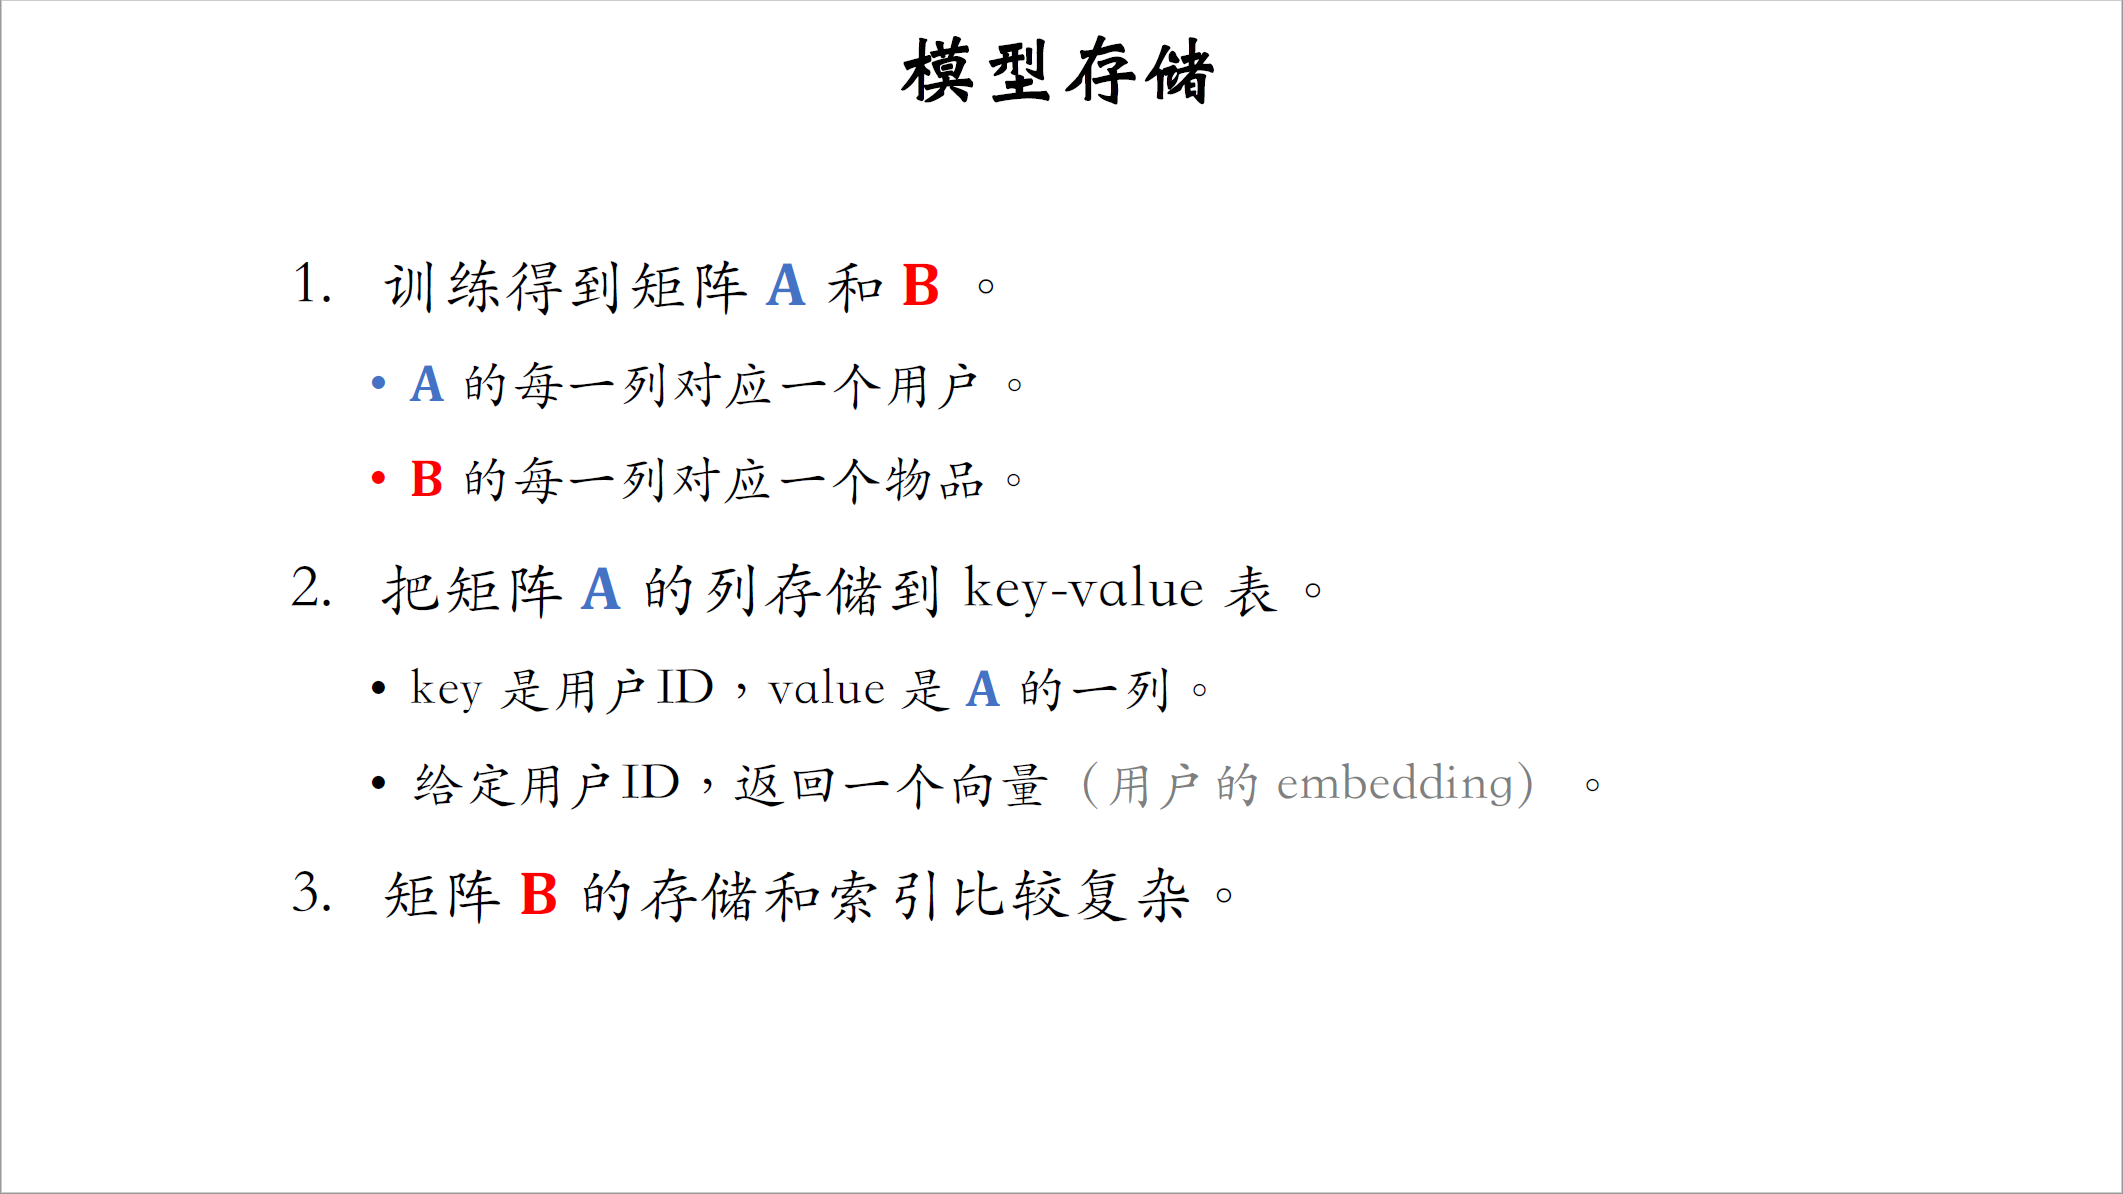 模型存储
1. 训练得到矩阵 A 和 B 。
• A 的每一列对应一个用户。
• B 的每一列对应一个物品。
2. 把矩阵 A 的列存储到 key-value 表。
• key 是用户ID，value 是 A 的一列。
• 给定用户ID，返回一个向量（用户的 embedding）。
3. 矩阵 B 的存储和索引比较复杂。